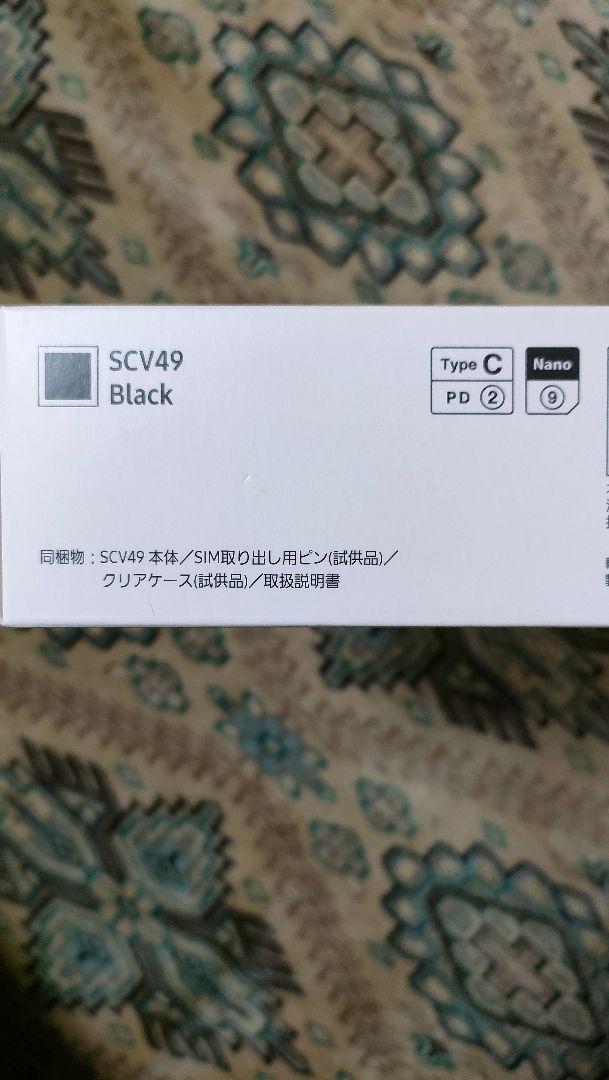 SCV49
Black
Type C
PD ②
Nano
⑨
同梱物：SCV49 本体／SIM取り出し用ピン(試供品)／
クリアケース(試供品)／取扱説明書